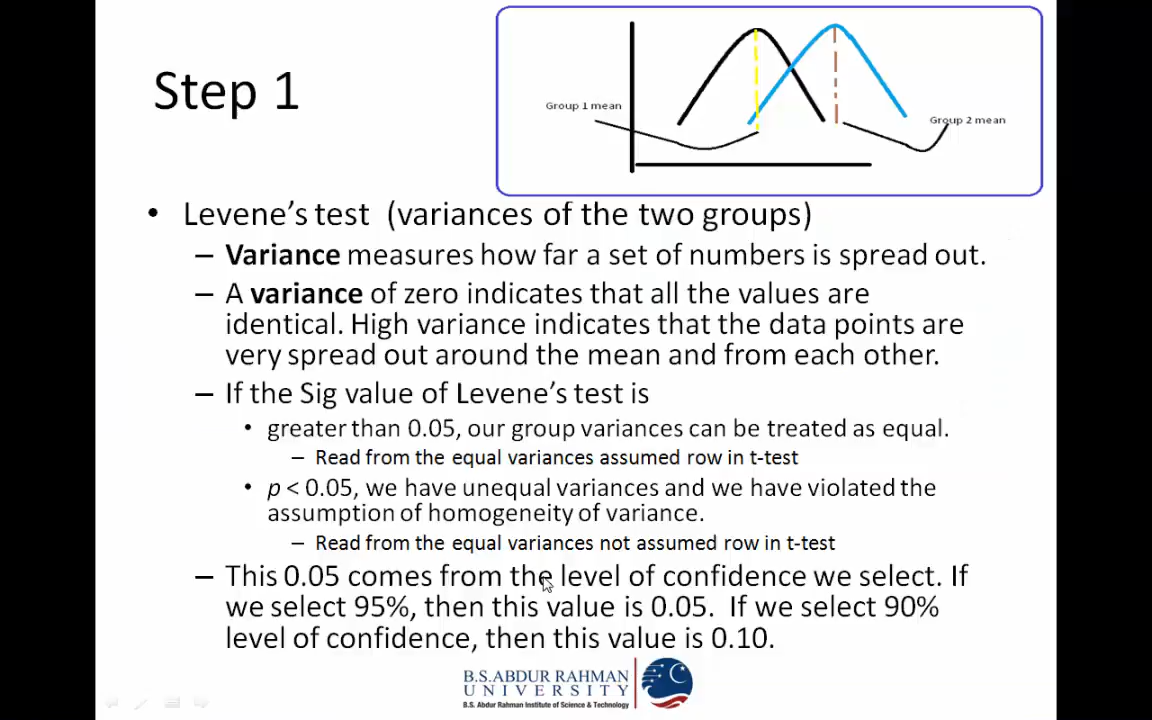 Step 1
Group 1 mean
Group 2 mean
• Levene’s test (variances of the two groups)
– Variance measures how far a set of numbers is spread out.
– A variance of zero indicates that all the values are
identical. High variance indicates that the data points are
very spread out around the mean and from each other.
– If the Sig value of Levene’s test is
• greater than 0.05, our group variances can be treated as equal.
– Read from the equal variances assumed row in t-test
• p < 0.05, we have unequal variances and we have violated the
assumption of homogeneity of variance.
– Read from the equal variances not assumed row in t-test
– This 0.05 comes from the level of confidence we select. If
we select 95%, then this value is 0.05. If we select 90%
level of confidence, then this value is 0.10.
B.S.ABDUR RAHMAN
UNIVERSITY
B.S. Abdur Rahman Institute of Science & Technology